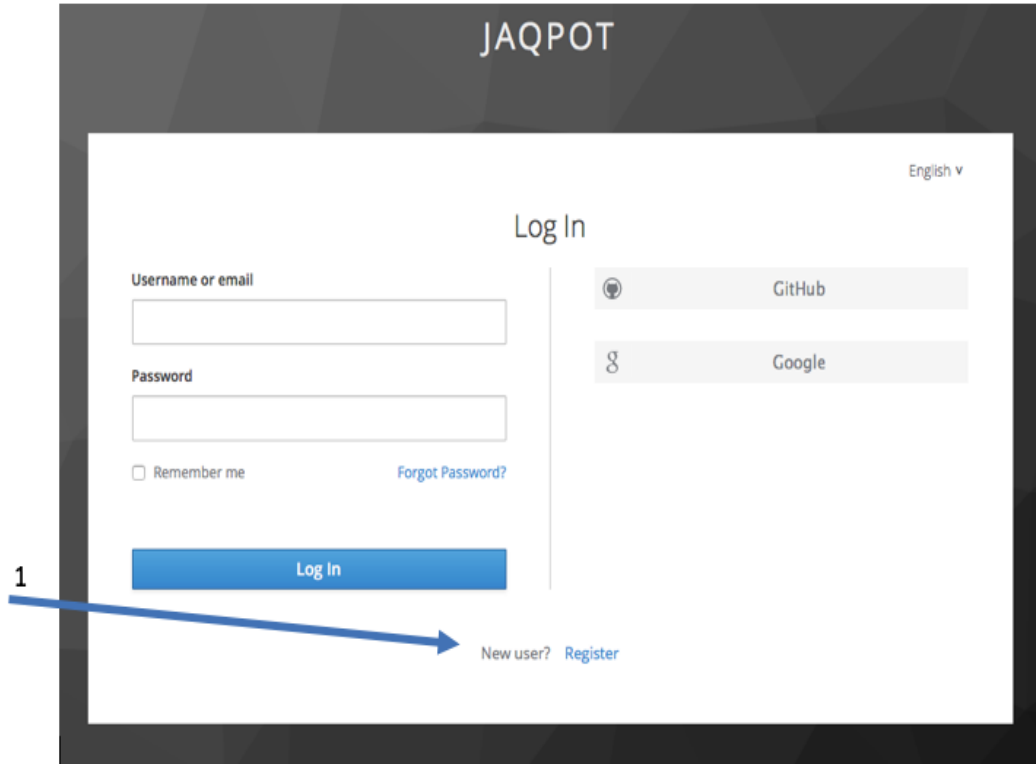 JAQPOT
English v
Log In
Username or email
GitHub
Google
Password
Remember me Forgot Password?
Log In
1
New user? Register